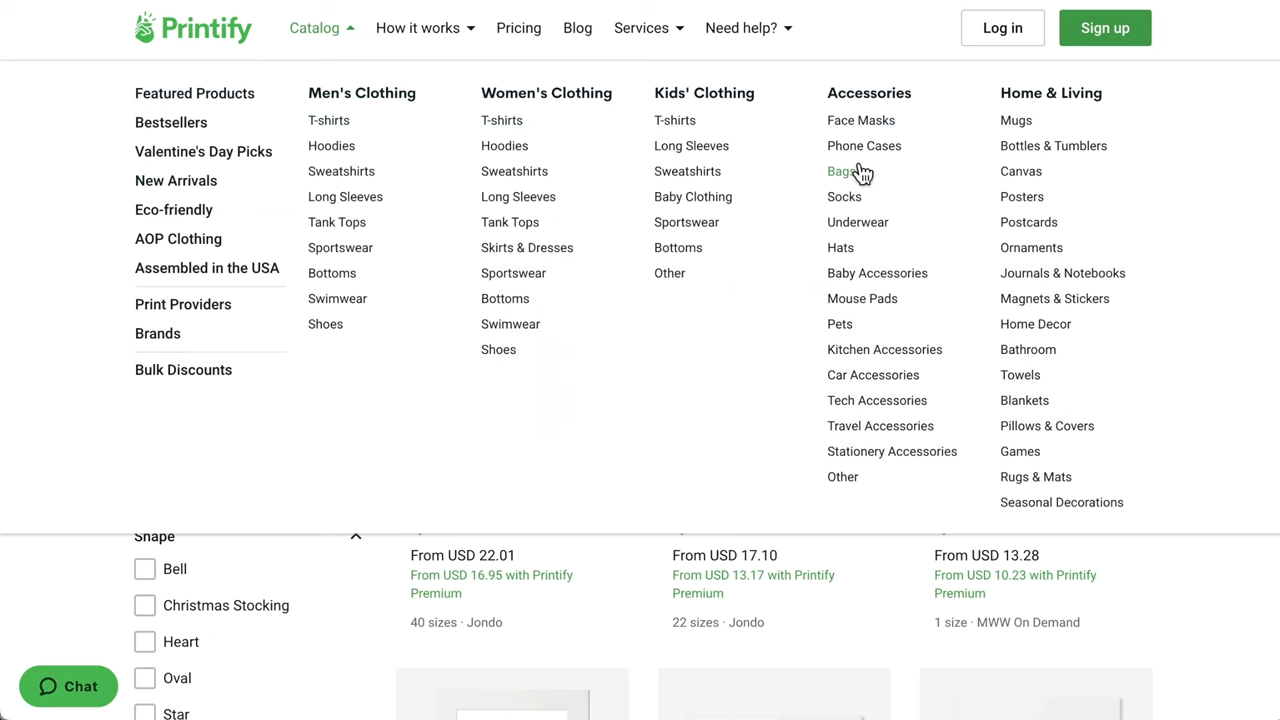 Printify
Catalog
How it works
Pricing
Blog
Services
Need help?
Log in
Sign up
Featured Products
Bestsellers
Valentine's Day Picks
New Arrivals
Eco-friendly
AOP Clothing
Assembled in the USA
Print Providers
Brands
Bulk Discounts
Men's Clothing
T-shirts
Hoodies
Sweatshirts
Long Sleeves
Tank Tops
Sportswear
Bottoms
Swimwear
Shoes
Women's Clothing
T-shirts
Hoodies
Sweatshirts
Long Sleeves
Tank Tops
Skirts & Dresses
Sportswear
Bottoms
Swimwear
Shoes
Kids' Clothing
T-shirts
Long Sleeves
Sweatshirts
Baby Clothing
Sportswear
Bottoms
Other
Accessories
Face Masks
Phone Cases
Bags
Socks
Underwear
Hats
Baby Accessories
Mouse Pads
Pets
Kitchen Accessories
Car Accessories
Tech Accessories
Travel Accessories
Stationery Accessories
Other
Home & Living
Mugs
Bottles & Tumblers
Canvas
Posters
Postcards
Ornaments
Journals & Notebooks
Magnets & Stickers
Home Decor
Bathroom
Towels
Blankets
Pillows & Covers
Games
Rugs & Mats
Seasonal Decorations
Shape
Bell
Christmas Stocking
Heart
Oval
Star
From USD 22.01
From USD 16.95 with Printify
Premium
40 sizes · Jondo
From USD 17.10
From USD 13.17 with Printify
Premium
22 sizes · Jondo
From USD 13.28
From USD 10.23 with Printify
Premium
1 size · MWW On Demand
Chat